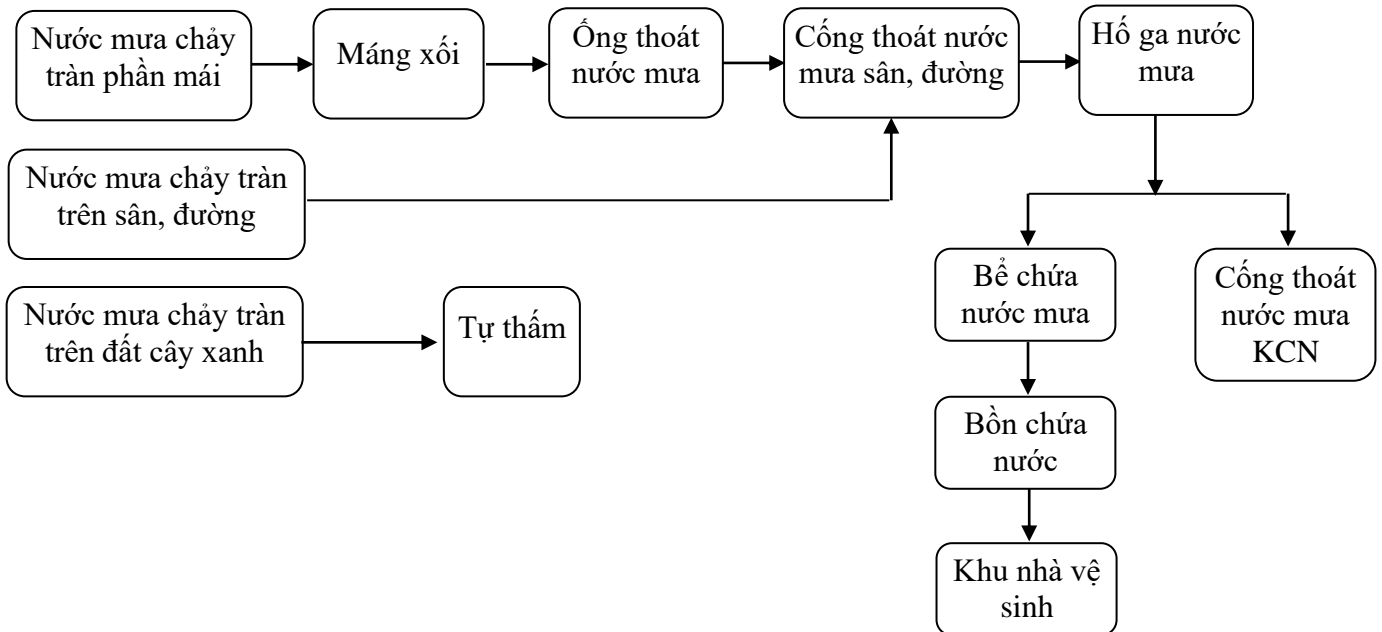 Nước mưa chảy
tràn phần mái
Máng xối
Ống thoát
nước mưa
Cống thoát nước
mưa sân, đường
Hố ga nước
mưa
Nước mưa chảy tràn
trên sân, đường
Nước mưa chảy tràn
trên đất cây xanh
Tự thấm
Bể chứa
nước mưa
Cống thoát
nước mưa
KCN
Bồn chứa
nước
Khu nhà vệ
sinh